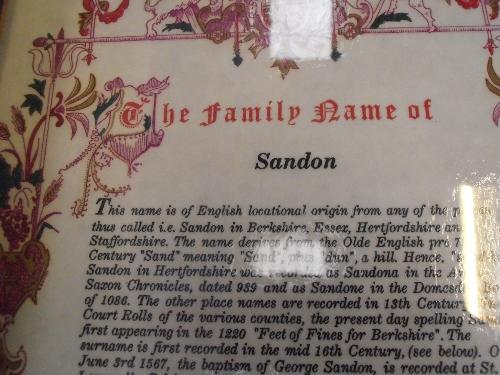 The Family Name of
Sandon
This name is of English locational origin from any of the
thus called i.e. Sandon in Berkshire, Essex, Hertfordshire and
Staffordshire. The name derives from the Olde English pre 7
Century "Sand" meaning "Sand", plus "dun", a hill. Hence,
Sandon in Hertfordshire was recorded as Sandona in the
Saxon Chronicles, dated 939 and as Sandone in the Domesday
of 1086. The other place names are recorded in 13th Century
Court Rolls of the various counties, the present day spelling
first appearing in the 1220 "Feet of Fines for Berkshire". The
surname is first recorded in the mid 16th Century, (see below). O
June 3rd 1567, the baptism of George Sandon, is recorded at St.